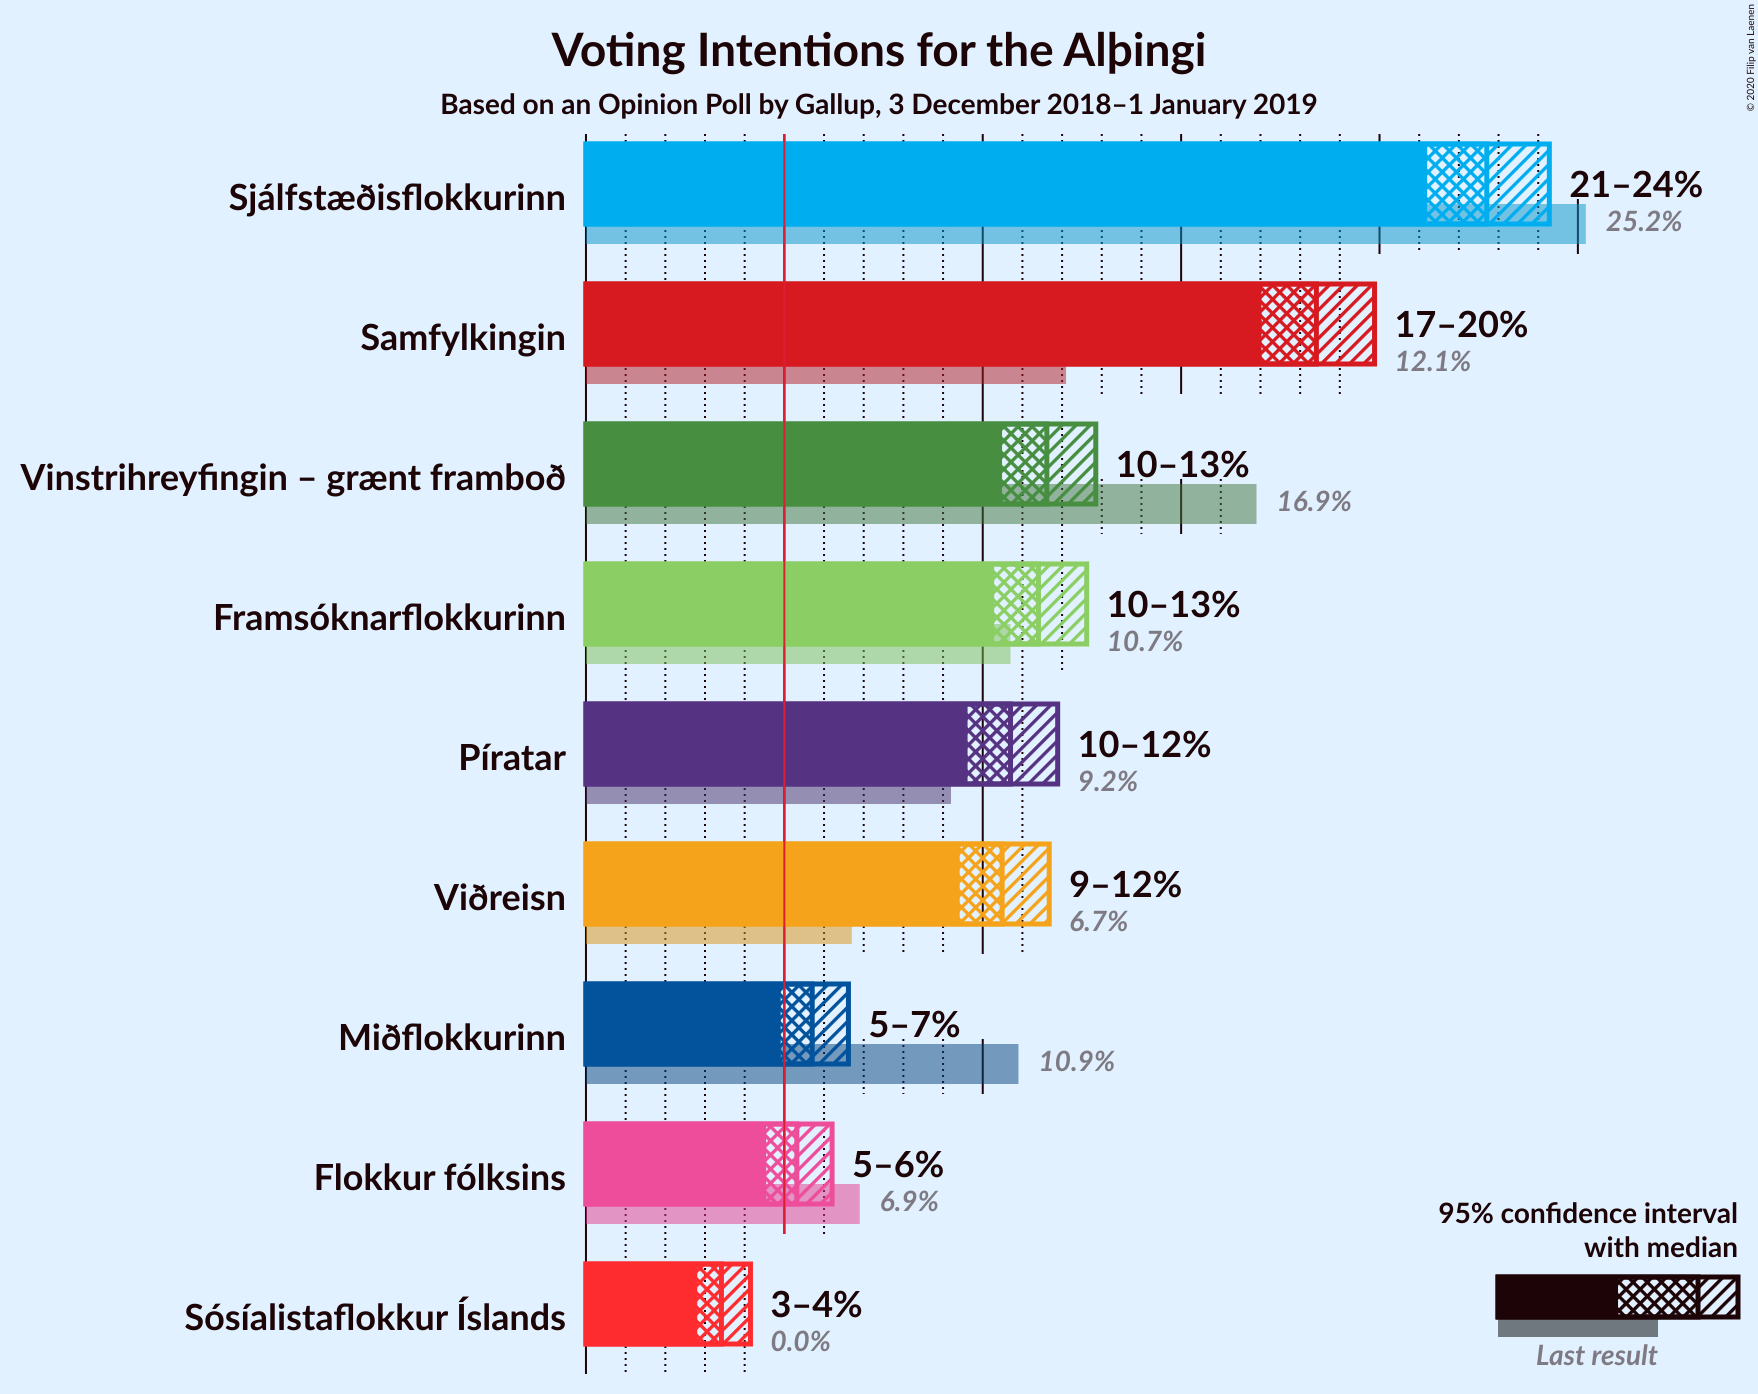 Voting Intentions for the Alþingi
Based on an Opinion Poll by Gallup, 3 December 2018–1 January 2019
© 2020 Filip van Laenen
Sjálfstæðisflokkurinn
21–24%
25.2%
Samfylkingin
17–20%
12.1%
Vinstrihreyfingin – grænt framboð
10–13%
16.9%
Framsóknarflokkurinn
10–13%
10.7%
Píratar
10–12%
9.2%
Viðreisn
9–12%
6.7%
Miðflokkurinn
5–7%
10.9%
Flokkur fólksins
5–6%
6.9%
Sósíalistaflokkur Íslands
3–4%
0.0%
95% confidence interval
with median
Last result